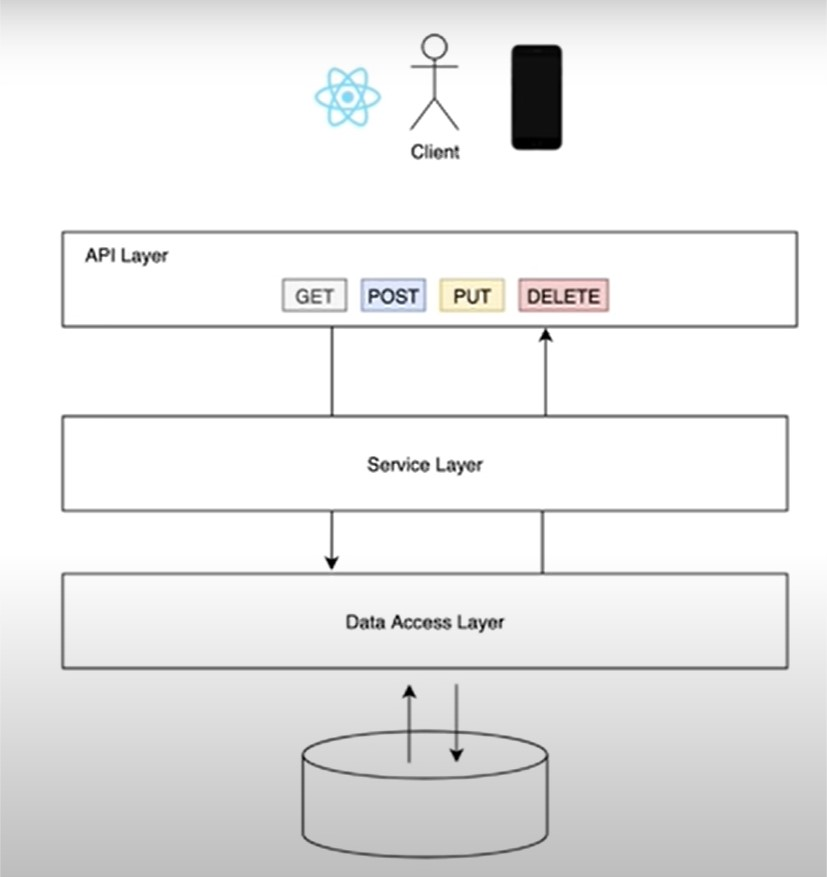 Client
API Layer
GET POST PUT DELETE
Service Layer
Data Access Layer